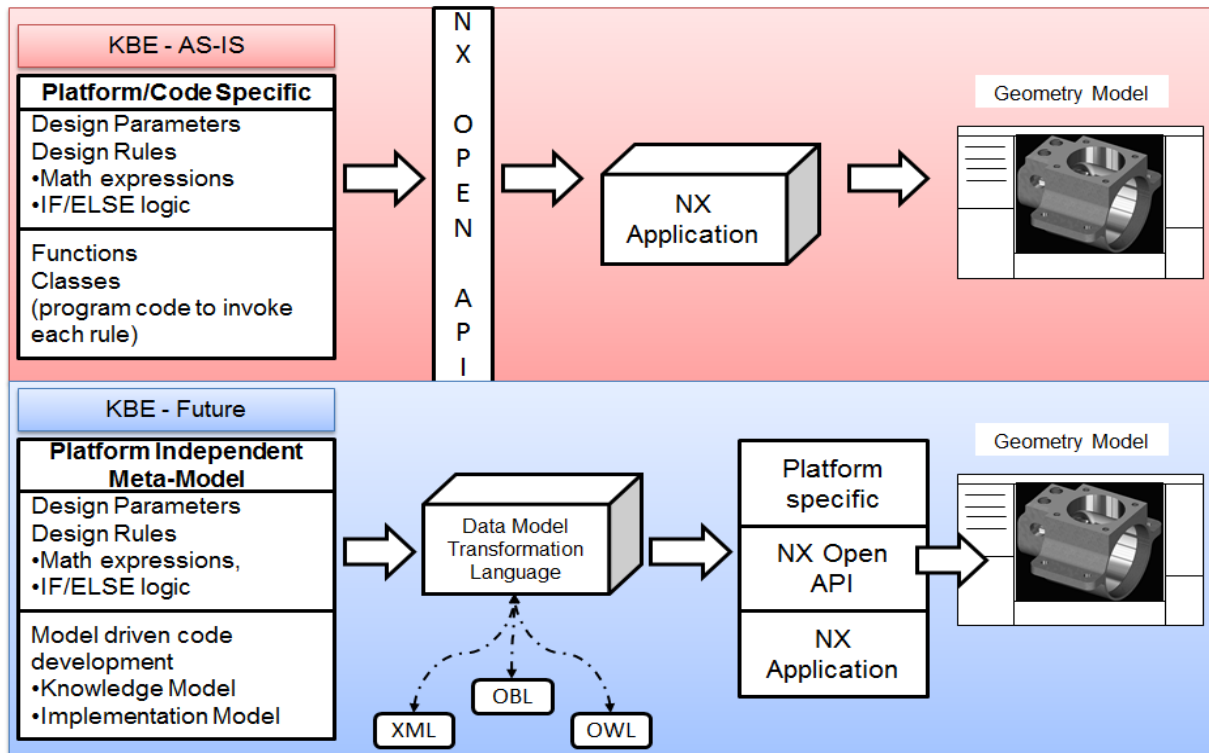 KBE - AS-IS
Platform/Code Specific
Design Parameters
Design Rules
•Math expressions
•IF/ELSE logic
Functions
Classes
(program code to invoke
each rule)
NX OPEN API
NX
Application
Geometry Model
KBE - Future
Platform Independent
Meta-Model
Design Parameters
Design Rules
•Math expressions,
•IF/ELSE logic
Model driven code
development
•Knowledge Model
•Implementation Model
Data Model
Transformation
Language
XML
OBL
OWL
Platform
specific
NX Open
API
NX
Application
Geometry Model